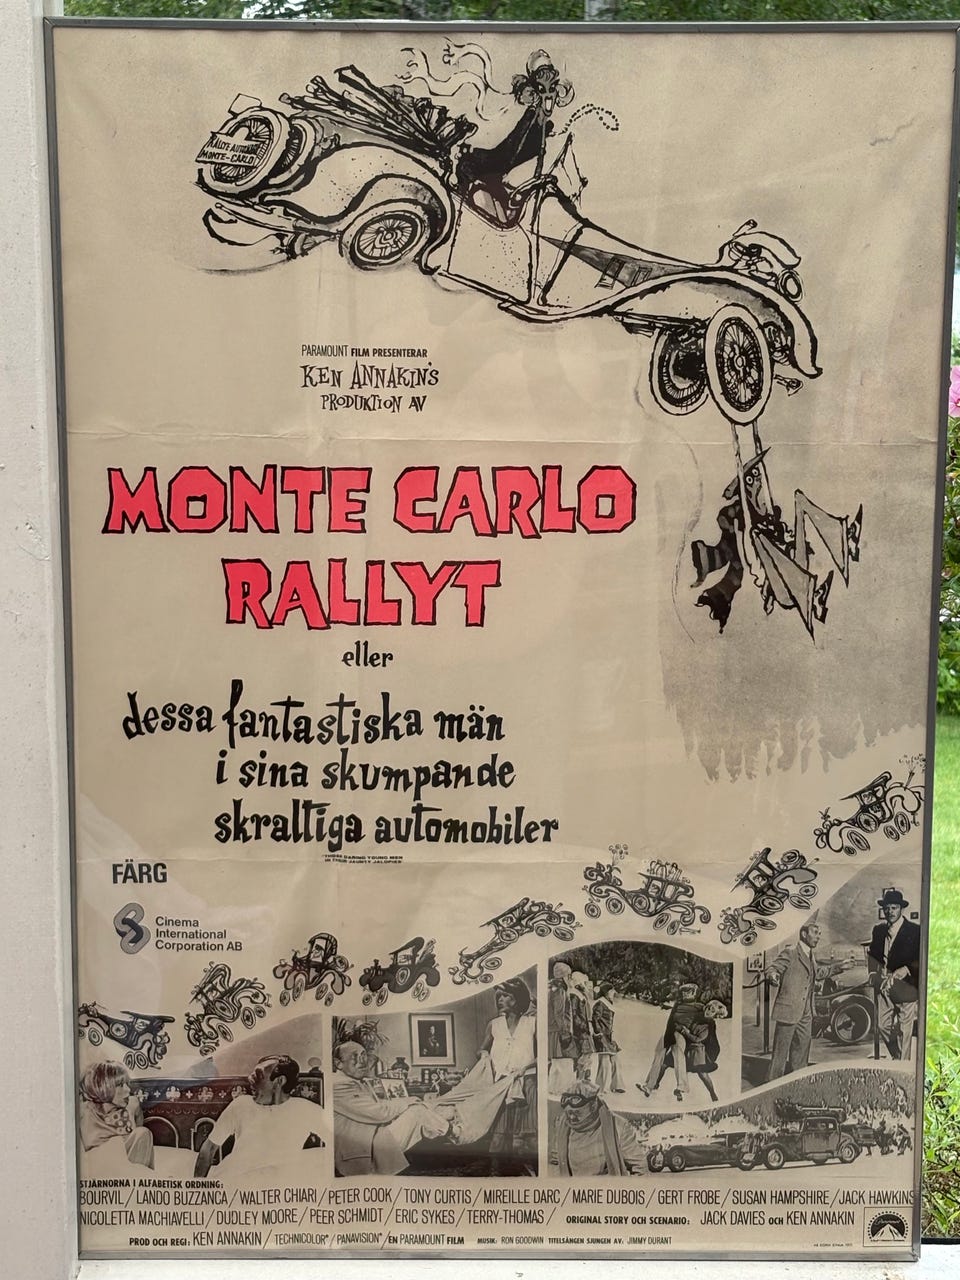 RALLYE AUTOMOBILE
MONTE-CARLO
PARAMOUNT FILM PRESENTERAR
KEN ANNAKIN'S
PRODUKTION AV
MONTE CARLO
RALLYT
eller
dessa fantastiska män
i sina skumpande
skraltiga automobiler
"THOSE DARING YOUNG MEN
IN THEIR JAUNTY JALOPIES"
FÄRG
Cinema
International
Corporation AB
STJÄRNORNA I ALFABETISK ORDNING:
BOURVIL / LANDO BUZZANCA / WALTER CHIARI / PETER COOK / TONY CURTIS / MIREILLE DARC / MARIE DUBOIS / GERT FROBE / SUSAN HAMPSHIRE / JACK HAWKINS
NICOLETTA MACHIAVELLI / DUDLEY MOORE / PEER SCHMIDT / ERIC SYKES / TERRY-THOMAS / ORIGINAL STORY OCH SCENARIO: JACK DAVIES OCH KEN ANNAKIN
PROD OCH REGI: KEN ANNAKIN / TECHNICOLOR® / PANAVISION® / EN PARAMOUNT FILM MUSIK: RON GOODWIN TITELSÅNGEN SJUNGEN AV: JIMMY DURANT
Paramount